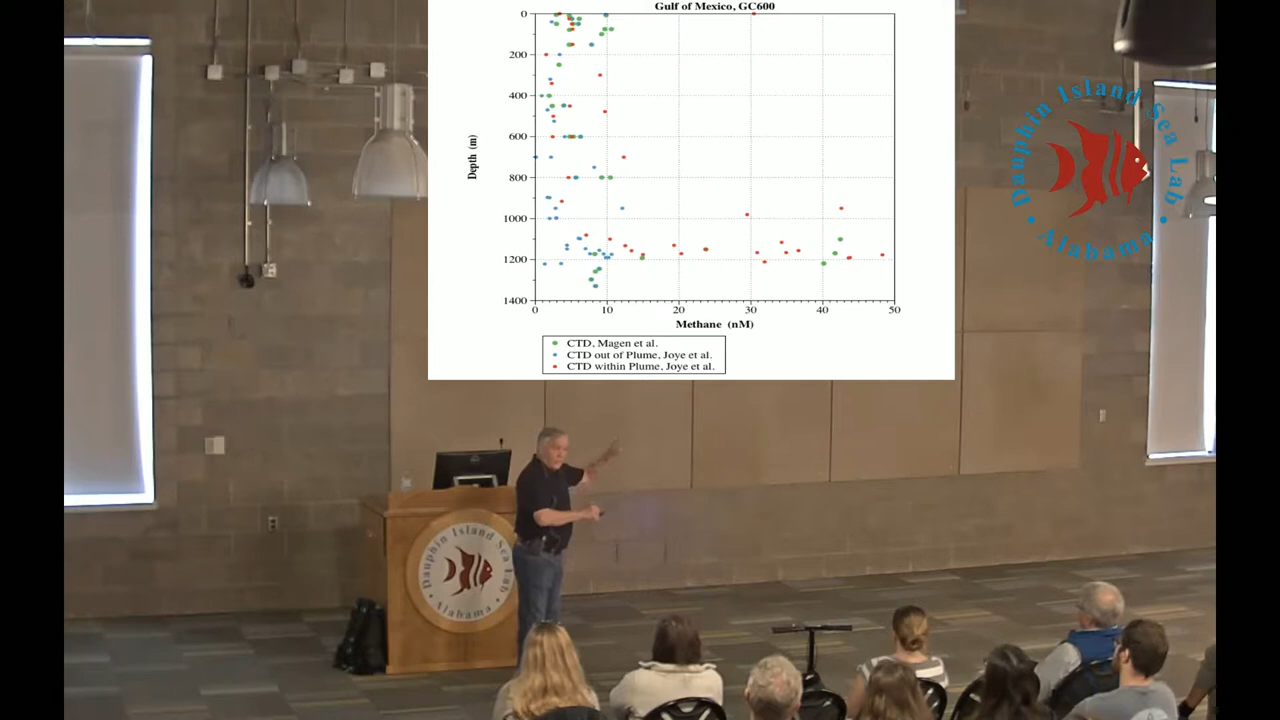 Gulf of Mexico, GC600
0
200
400
600
800
1000
1200
1400
Depth (m)
0 10 20 30 40 50
Methane (nM)
CTD, Magen et al.
CTD out of Plume, Joye et al.
CTD within Plume, Joye et al.
Dauphin Island Sea Lab
Alabama
Dauphin Island Sea Lab
Alabama